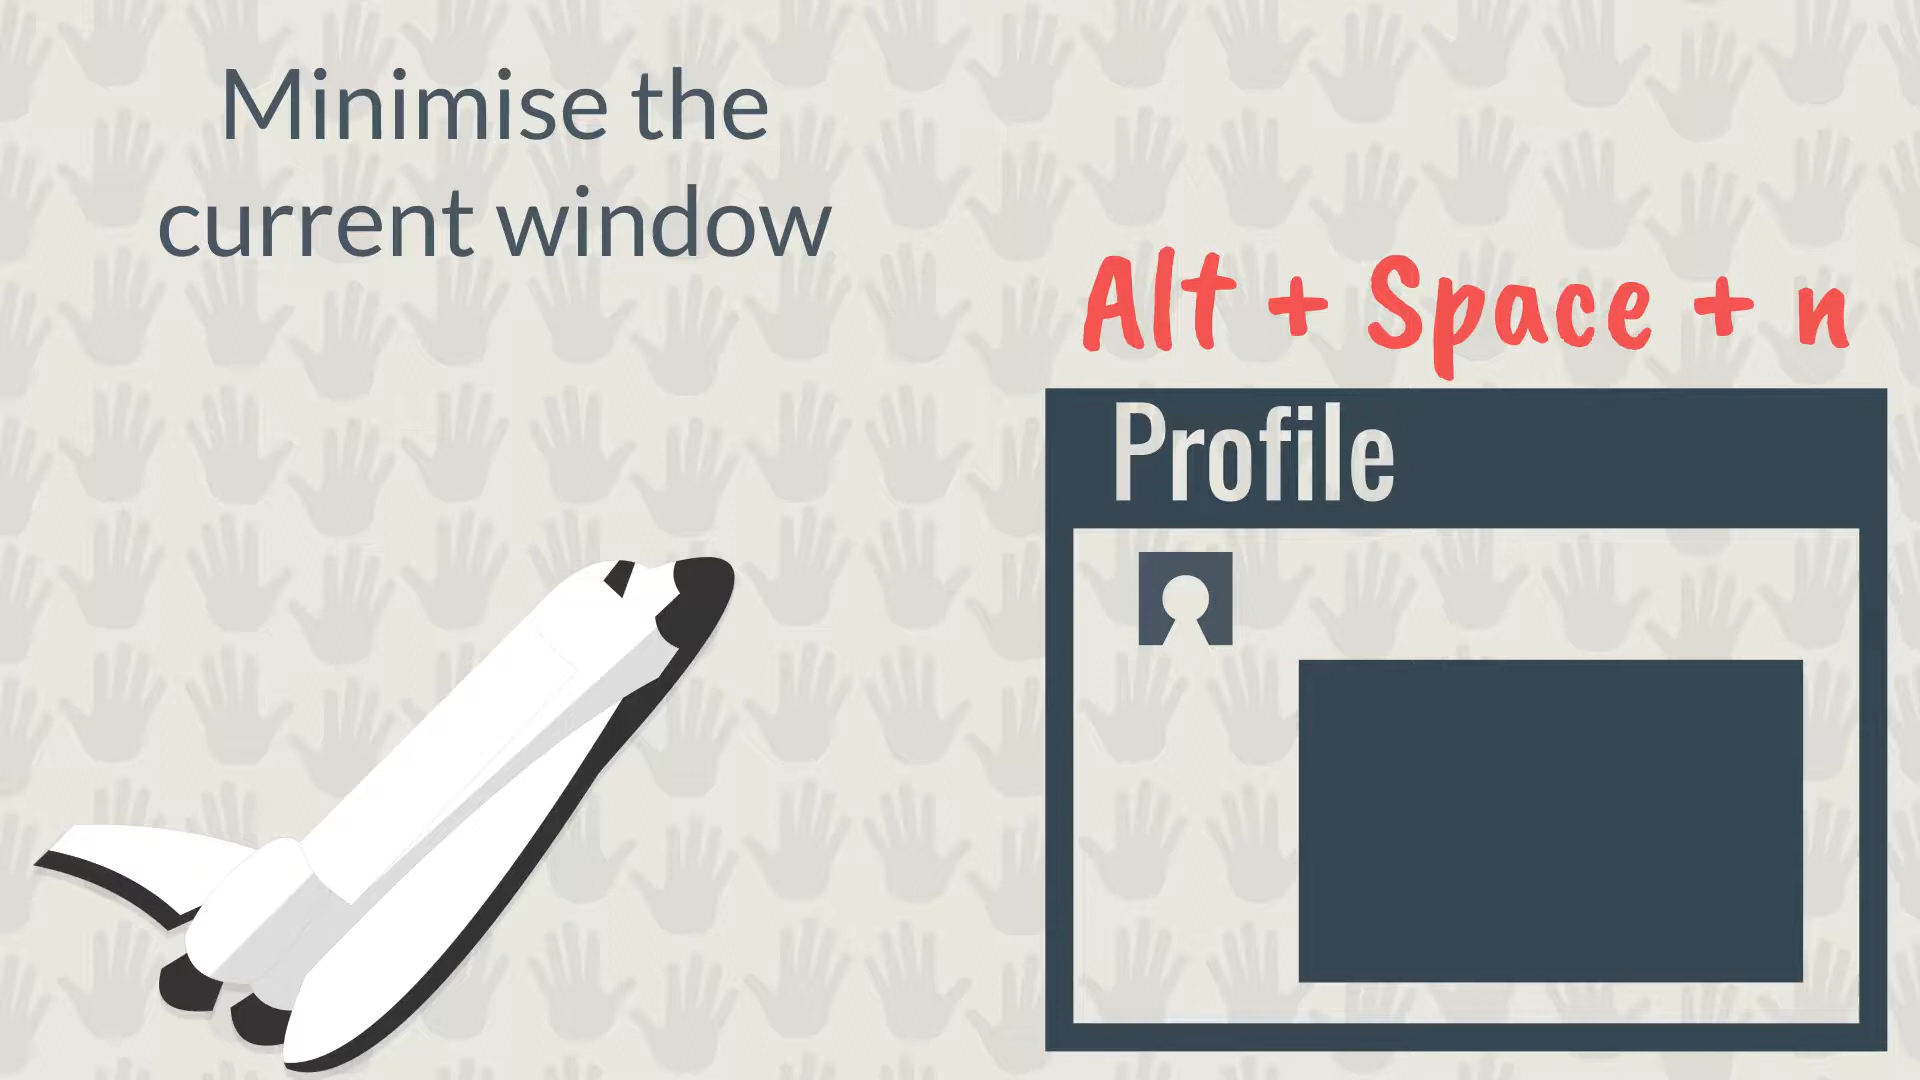 Minimise the
current window
Alt + Space + n
Profile